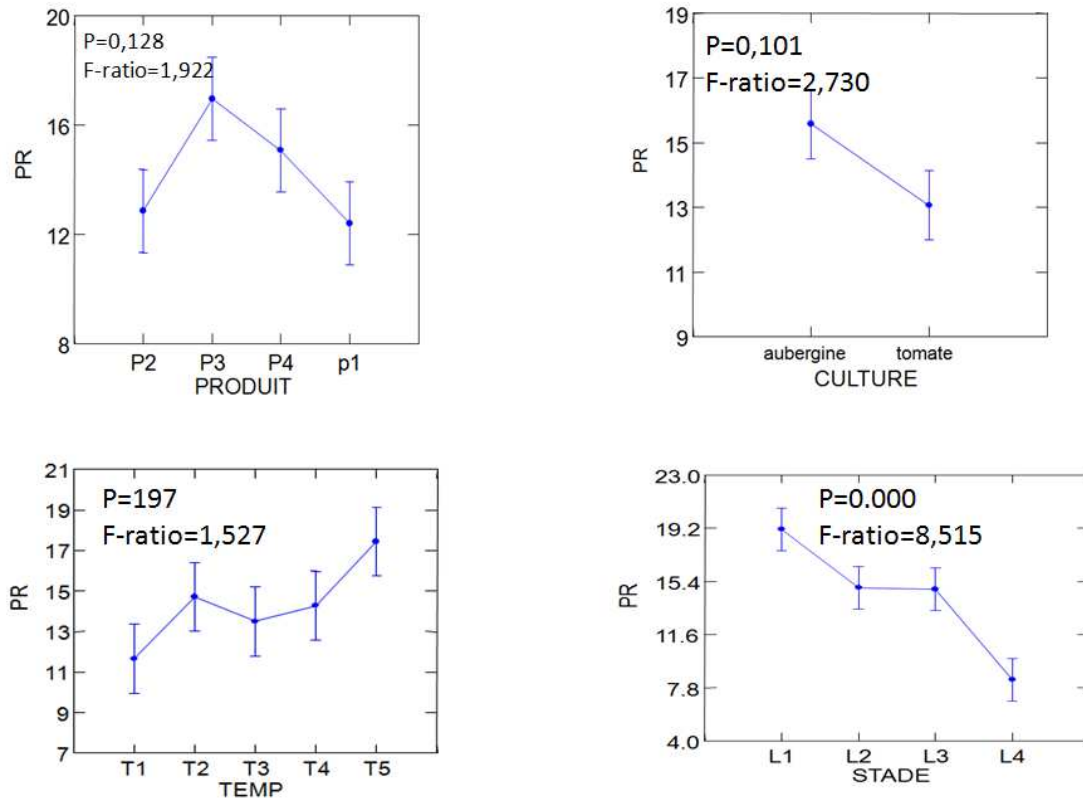 20
16
12
8
PR
P=0,128
F-ratio=1,922
P2 P3 P4 p1
PRODUIT
19
17
15
13
11
9
PR
P=0,101
F-ratio=2,730
aubergine tomate
CULTURE
21
19
17
15
13
11
9
7
PR
P=197
F-ratio=1,527
T1 T2 T3 T4 T5
TEMP
23.0
19.2
15.4
11.6
7.8
4.0
PR
P=0.000
F-ratio=8,515
L1 L2 L3 L4
STADE